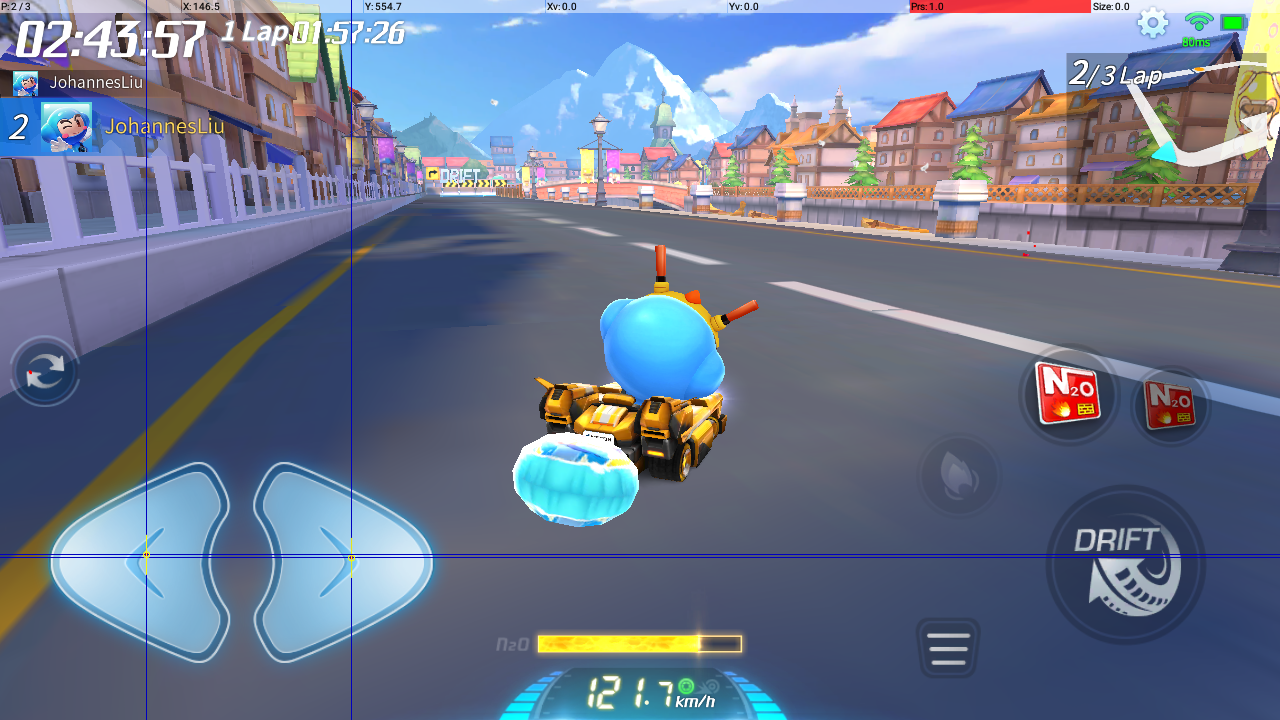 P: 2 / 3 X: 146.5 Y: 554.7 Xv: 0.0 Yv: 0.0 Prs: 1.0 Size: 0.0
02:43:57 1 Lap 01:57:26
80ms
JohannesLiu
2/3 Lap
2 JohannesLiu
DRIFT
N2O N2O
DRIFT
N2O
121.7 km/h